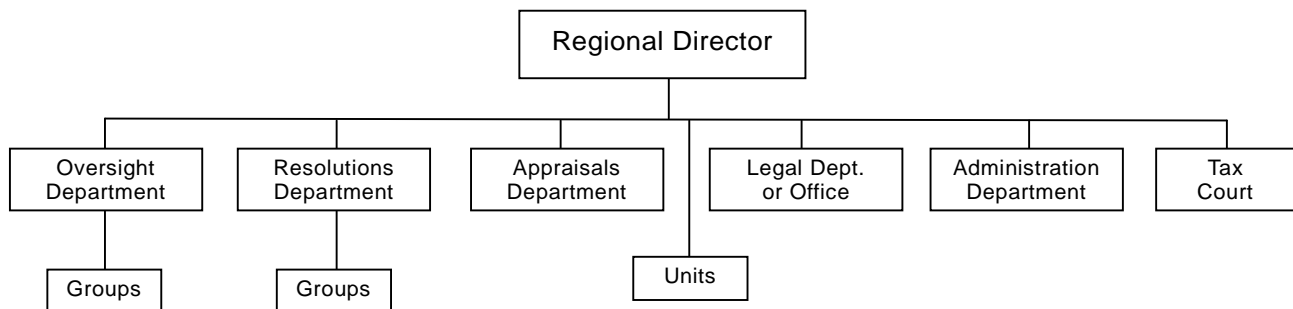 Regional Director
Oversight
Department
Resolutions
Department
Appraisals
Department
Legal Dept.
or Office
Administration
Department
Tax
Court
Groups
Groups
Units